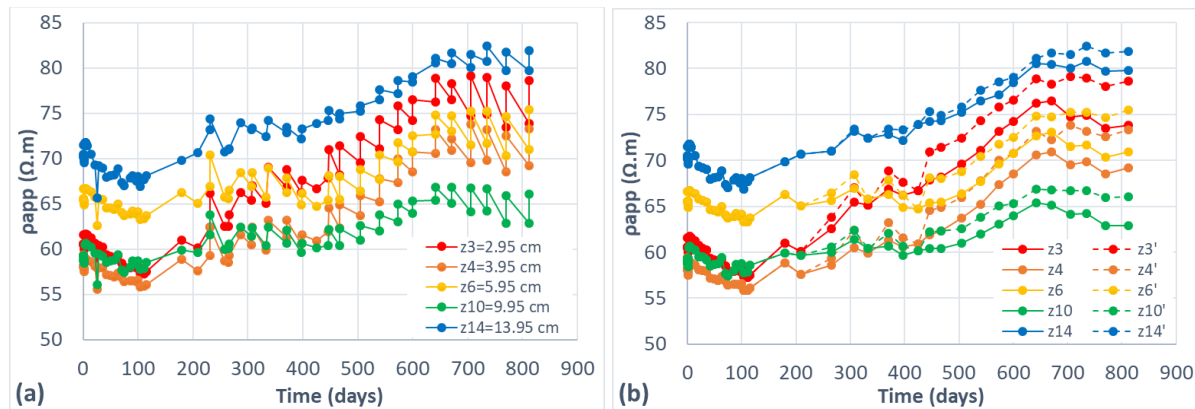 85
80
75
70
65
60
55
50
ρapp (Ω.m)
0 100 200 300 400 500 600 700 800 900
Time (days)
z3=2.95 cm
z4=3.95 cm
z6=5.95 cm
z10=9.95 cm
z14=13.95 cm
(a)
85
80
75
70
65
60
55
50
ρapp (Ω.m)
0 100 200 300 400 500 600 700 800 900
Time (days)
z3 z3'
z4 z4'
z6 z6'
z10 z10'
z14 z14'
(b)